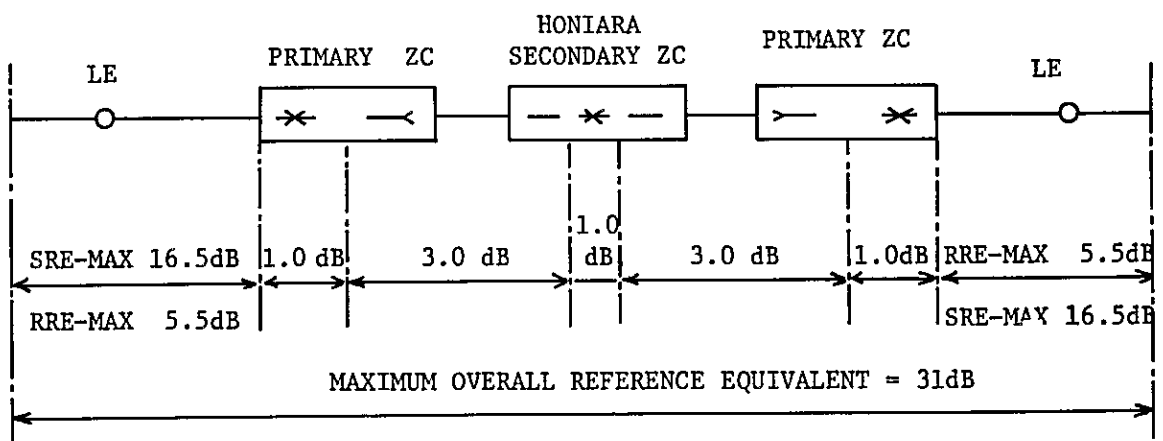 HONIARA
PRIMARY ZC
SECONDARY ZC
PRIMARY ZC
LE
LE
1.0
SRE-MAX 16.5dB
1.0 dB
3.0 dB
dB
3.0 dB
1.0dB
RRE-MAX 5.5dB
RRE-MAX 5.5dB
SRE-MAX 16.5dB
MAXIMUM OVERALL REFERENCE EQUIVALENT = 31dB